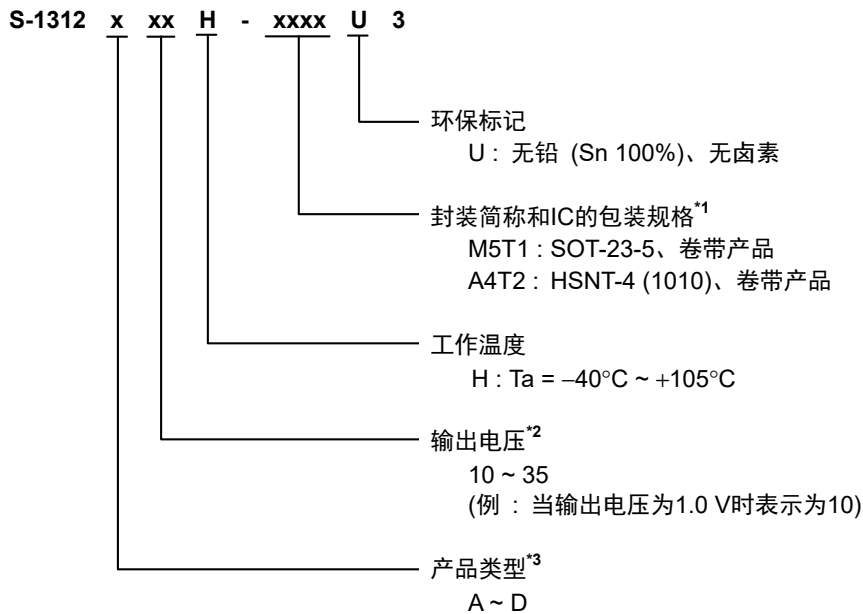 S-1312 x xx H - xxxx U 3
环保标记
U : 无铅 (Sn 100%)、无卤素
封装简称和IC的包装规格*1
M5T1 : SOT-23-5、卷带产品
A4T2 : HSNT-4 (1010)、卷带产品
工作温度
H : Ta = −40°C ~ +105°C
输出电压*2
10 ~ 35
(例 : 当输出电压为1.0 V时表示为10)
产品类型*3
A ~ D